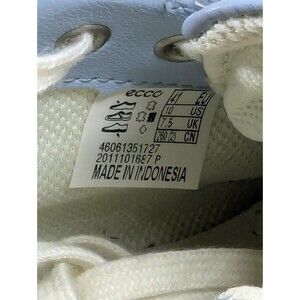 ecco
41 EU
10 US
7.5 UK
260(2) CN
46061351727
2011101687 P
MADE IN INDONESIA